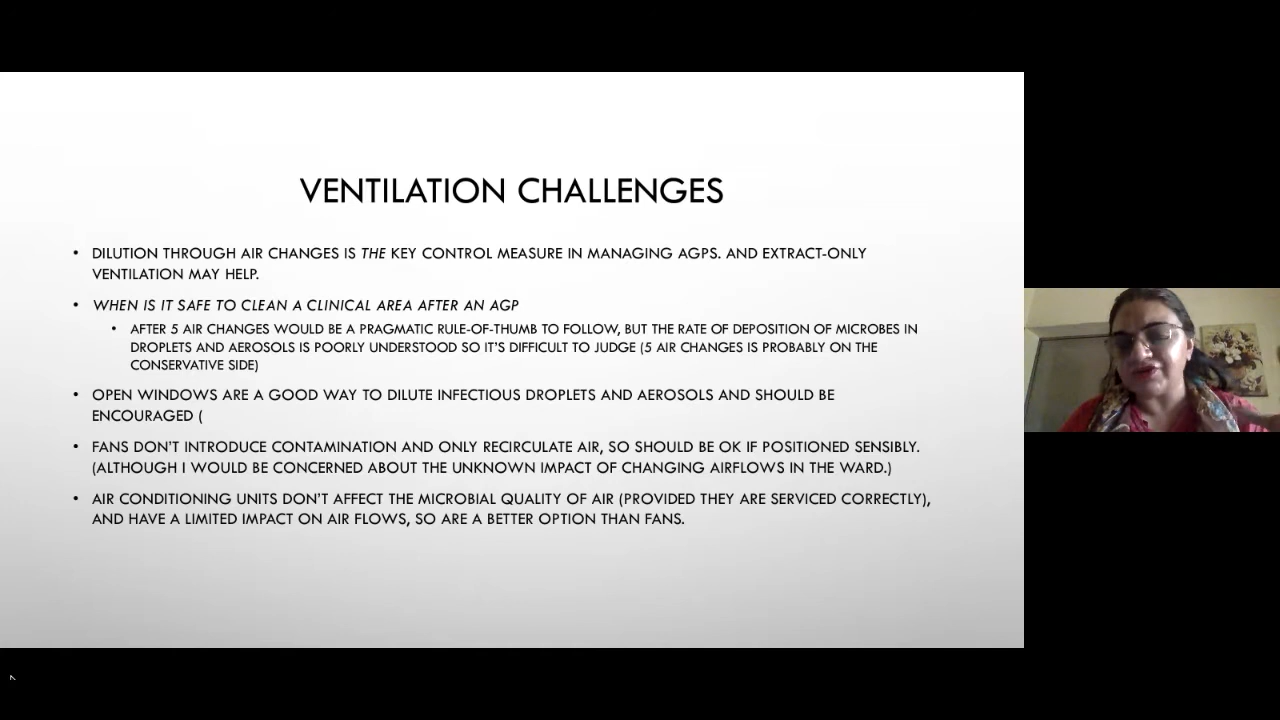 VENTILATION CHALLENGES
• DILUTION THROUGH AIR CHANGES IS THE KEY CONTROL MEASURE IN MANAGING AGPS. AND EXTRACT-ONLY
VENTILATION MAY HELP.
• WHEN IS IT SAFE TO CLEAN A CLINICAL AREA AFTER AN AGP
• AFTER 5 AIR CHANGES WOULD BE A PRAGMATIC RULE-OF-THUMB TO FOLLOW, BUT THE RATE OF DEPOSITION OF MICROBES IN
DROPLETS AND AEROSOLS IS POORLY UNDERSTOOD SO IT'S DIFFICULT TO JUDGE (5 AIR CHANGES IS PROBABLY ON THE
CONSERVATIVE SIDE)
• OPEN WINDOWS ARE A GOOD WAY TO DILUTE INFECTIOUS DROPLETS AND AEROSOLS AND SHOULD BE
ENCOURAGED (
• FANS DON'T INTRODUCE CONTAMINATION AND ONLY RECIRCULATE AIR, SO SHOULD BE OK IF POSITIONED SENSIBLY.
(ALTHOUGH I WOULD BE CONCERNED ABOUT THE UNKNOWN IMPACT OF CHANGING AIRFLOWS IN THE WARD.)
• AIR CONDITIONING UNITS DON'T AFFECT THE MICROBIAL QUALITY OF AIR (PROVIDED THEY ARE SERVICED CORRECTLY),
AND HAVE A LIMITED IMPACT ON AIR FLOWS, SO ARE A BETTER OPTION THAN FANS.